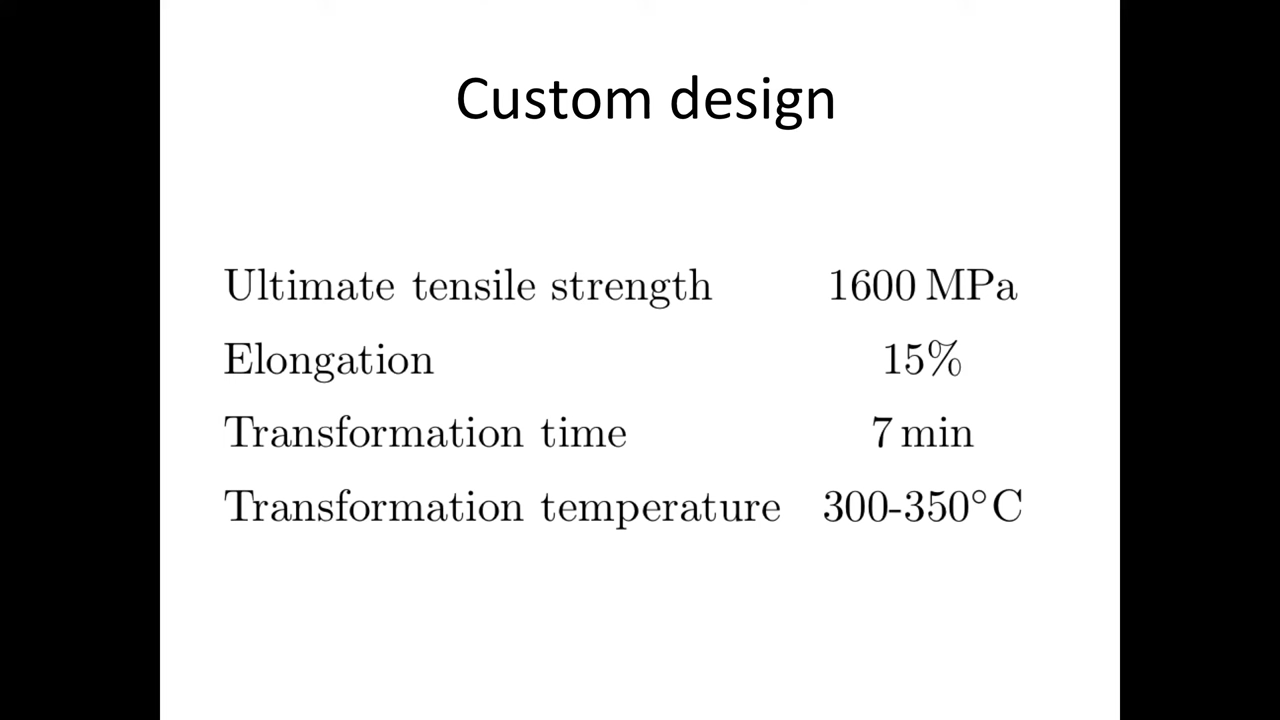 Custom design
Ultimate tensile strength 1600 MPa
Elongation 15%
Transformation time 7 min
Transformation temperature 300-350°C